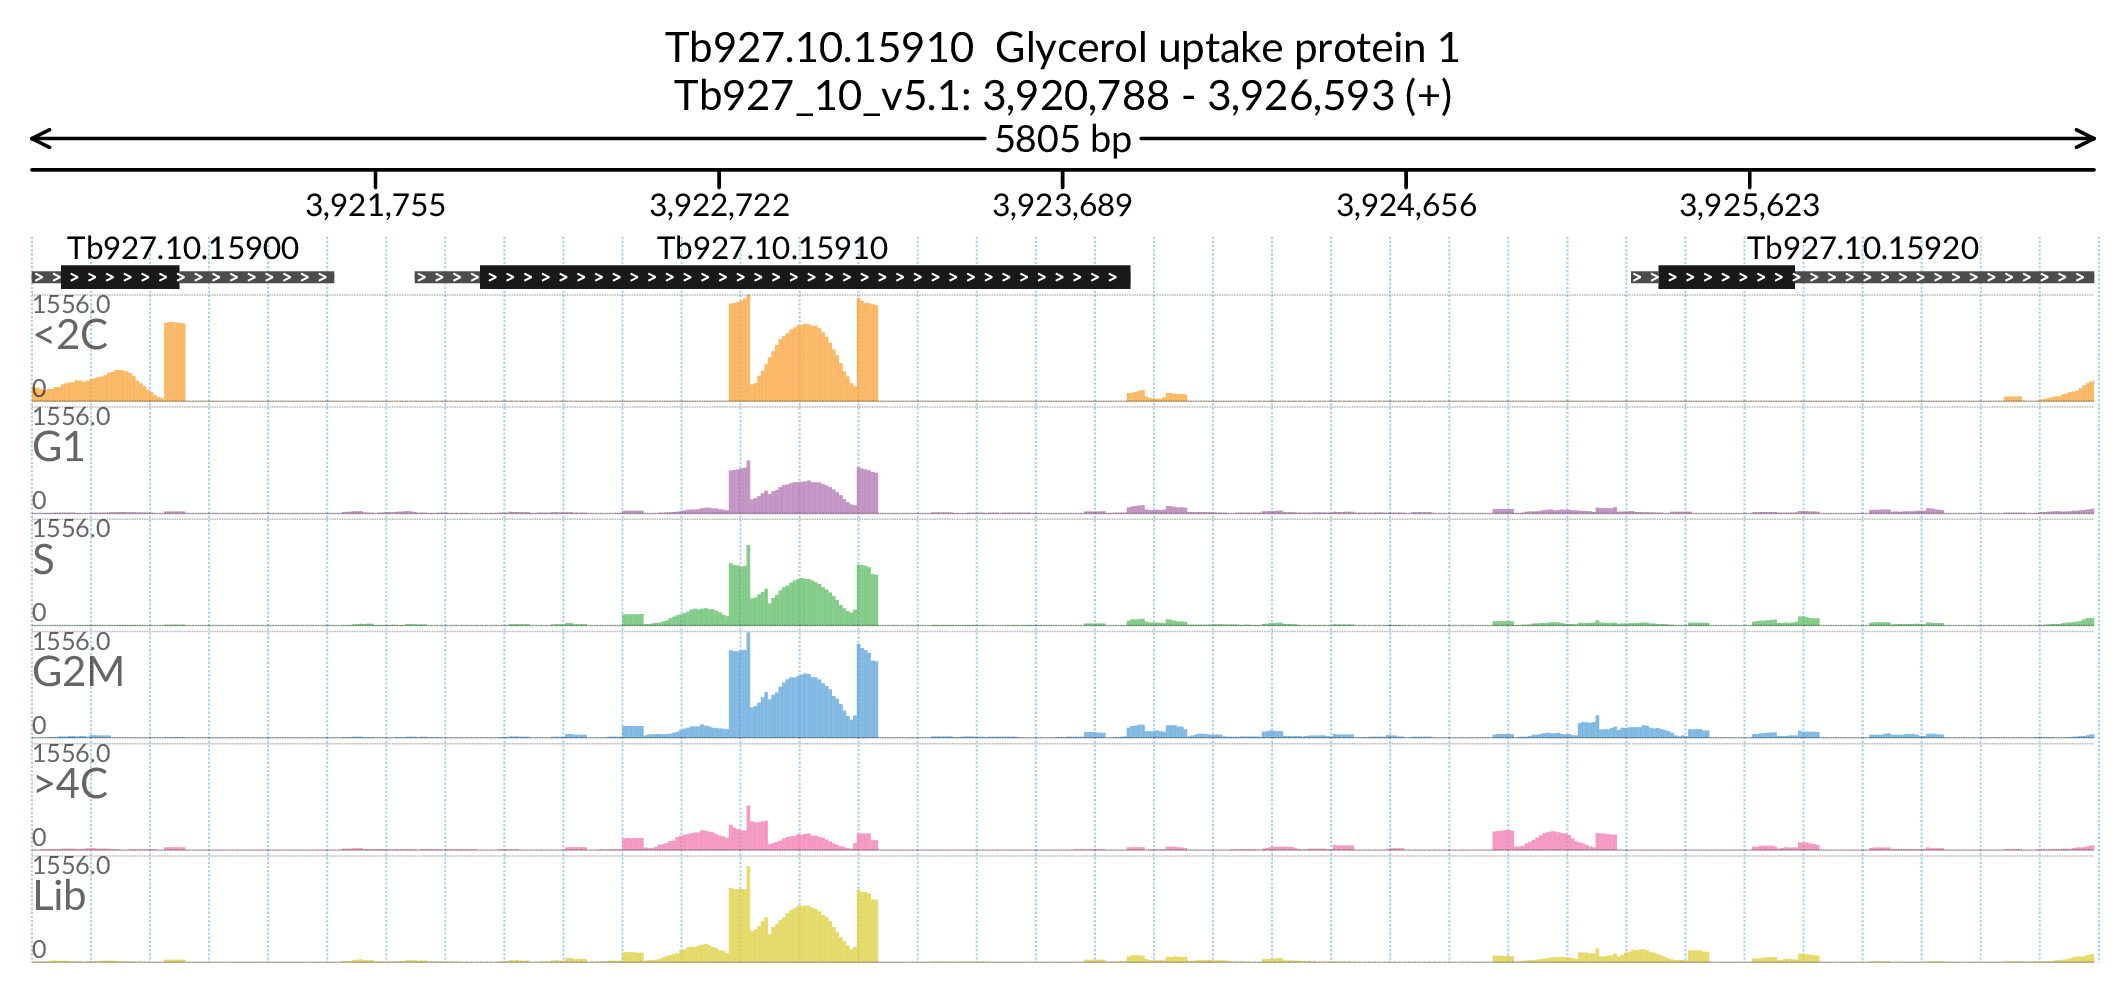 Tb927.10.15910  Glycerol uptake protein 1
Tb927_10_v5.1: 3,920,788 - 3,926,593 (+)
5805 bp
3,921,755 3,922,722 3,923,689 3,924,656 3,925,623
Tb927.10.15900 Tb927.10.15910 Tb927.10.15920
1556.0
<2C
0
1556.0
G1
0
1556.0
S
0
1556.0
G2M
0
1556.0
>4C
0
1556.0
Lib
0